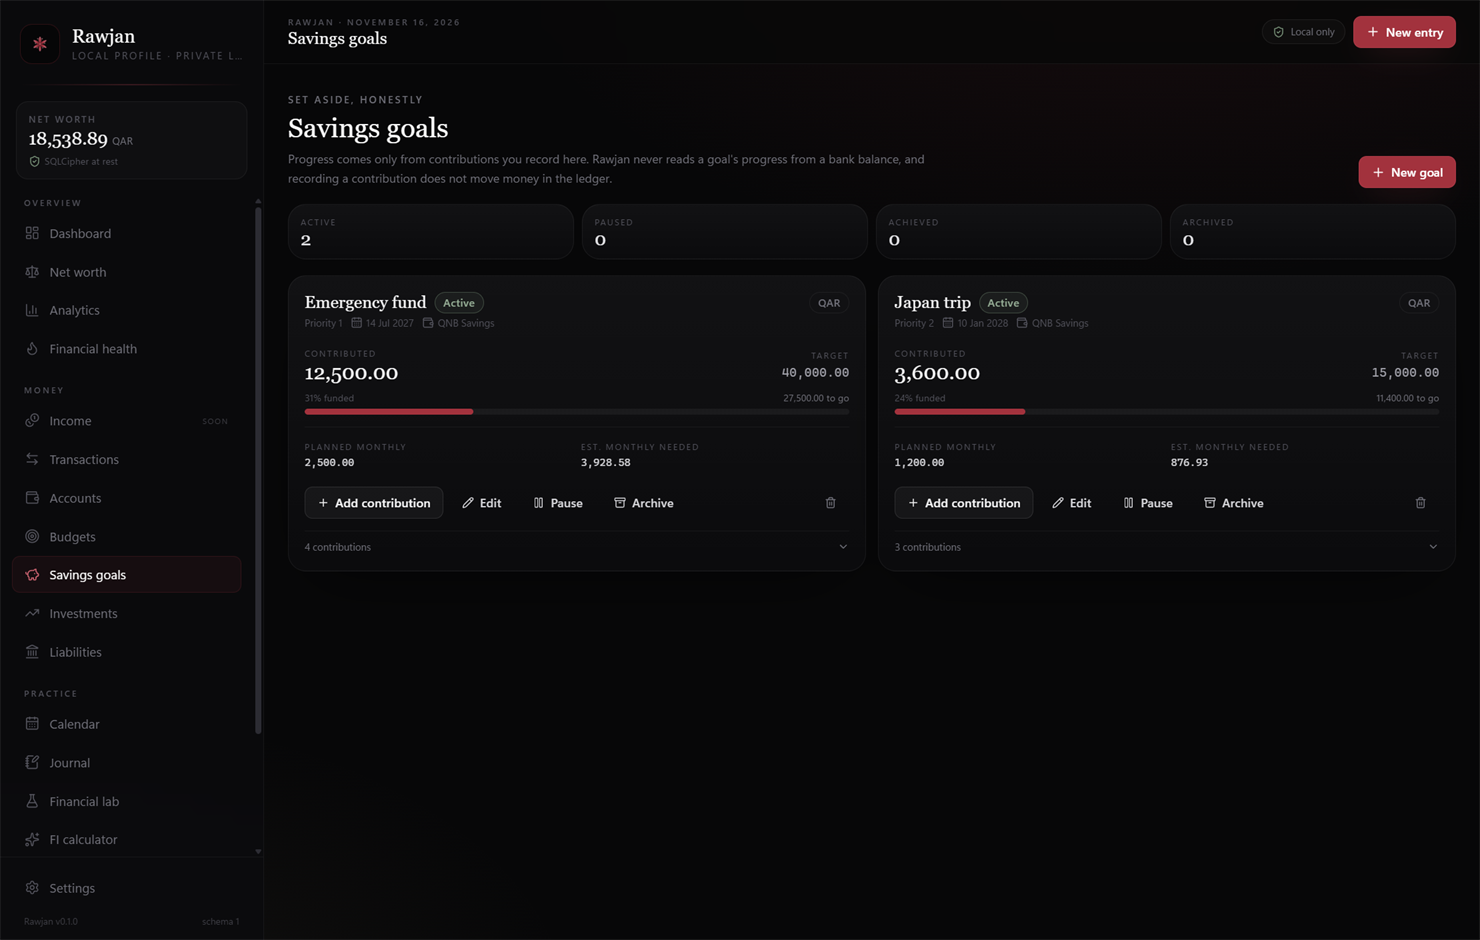 Rawjan
LOCAL PROFILE · PRIVATE L...
NET WORTH
18,538.89 QAR
SQLCipher at rest
OVERVIEW
Dashboard
Net worth
Analytics
Financial health
MONEY
Income SOON
Transactions
Accounts
Budgets
Savings goals
Investments
Liabilities
PRACTICE
Calendar
Journal
Financial lab
FI calculator
Settings
Rawjan v0.1.0 schema 1
RAWJAN · NOVEMBER 16, 2026
Savings goals
Local only
New entry
SET ASIDE, HONESTLY
Savings goals
Progress comes only from contributions you record here. Rawjan never reads a goal's progress from a bank balance, and
recording a contribution does not move money in the ledger.
New goal
ACTIVE
2
PAUSED
0
ACHIEVED
0
ARCHIVED
0
Emergency fund Active QAR
Priority 1 14 Jul 2027 QNB Savings
CONTRIBUTED TARGET
12,500.00 40,000.00
31% funded 27,500.00 to go
PLANNED MONTHLY EST. MONTHLY NEEDED
2,500.00 3,928.58
Add contribution Edit Pause Archive
4 contributions
Japan trip Active QAR
Priority 2 10 Jan 2028 QNB Savings
CONTRIBUTED TARGET
3,600.00 15,000.00
24% funded 11,400.00 to go
PLANNED MONTHLY EST. MONTHLY NEEDED
1,200.00 876.93
Add contribution Edit Pause Archive
3 contributions